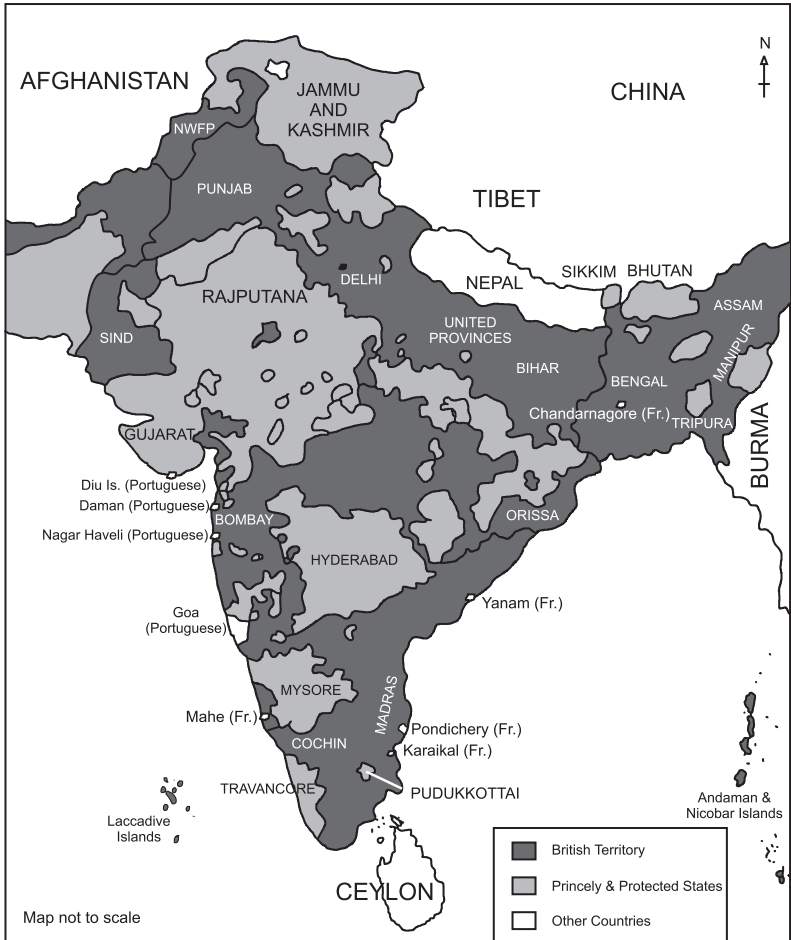 N
AFGHANISTAN
JAMMU
AND
KASHMIR
CHINA
NWFP
PUNJAB
TIBET
DELHI
NEPAL
SIKKIM
BHUTAN
RAJPUTANA
ASSAM
SIND
UNITED
PROVINCES
MANIPUR
BIHAR
BENGAL
Chandarnagore (Fr.)
TRIPURA
GUJARAT
BURMA
Diu Is. (Portuguese)
Daman (Portuguese)
BOMBAY
ORISSA
Nagar Haveli (Portuguese)
HYDERABAD
Yanam (Fr.)
Goa
(Portuguese)
MYSORE
MADRAS
Mahe (Fr.)
Pondichery (Fr.)
COCHIN
Karaikal (Fr.)
TRAVANCORE
PUDUKKOTTAI
Laccadive
Islands
Andaman &
Nicobar Islands
CEYLON
British Territory
Princely & Protected States
Other Countries
Map not to scale